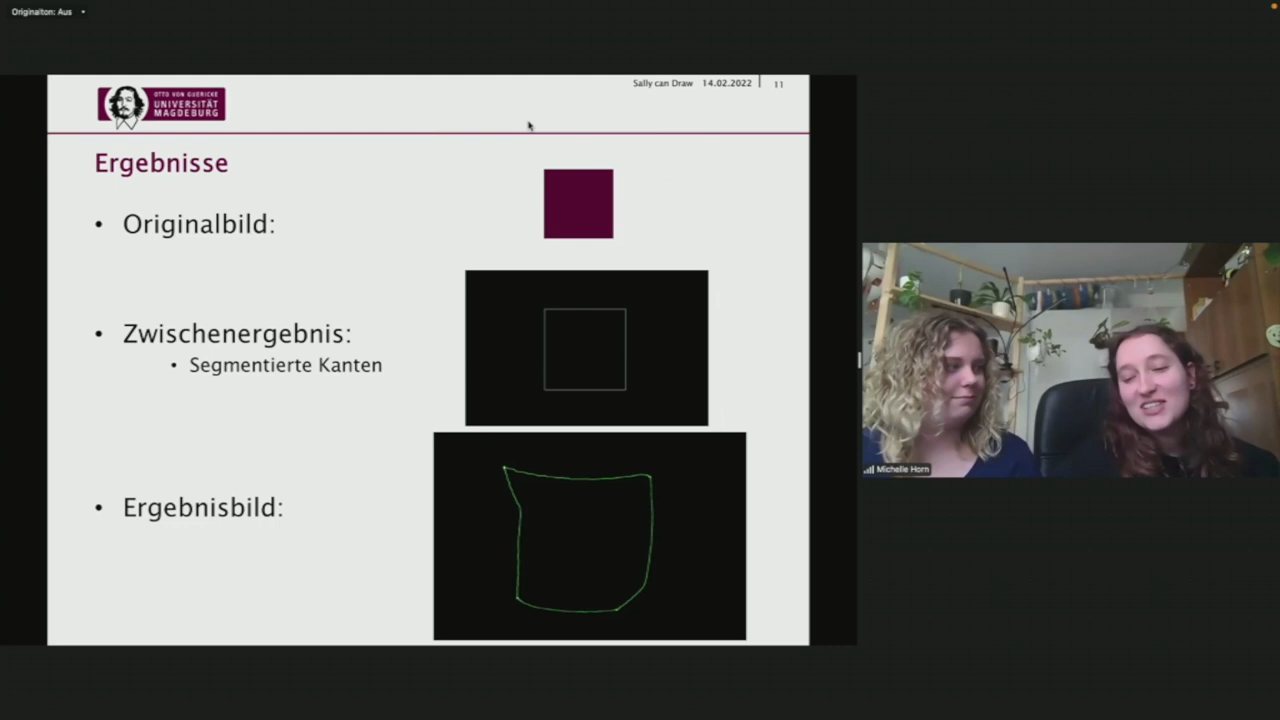 Originalton: Aus
Sally can Draw 14.02.2022 11
OTTO VON GUERICKE
UNIVERSITÄT
MAGDEBURG
Ergebnisse
• Originalbild:
• Zwischenergebnis:
• Segmentierte Kanten
• Ergebnisbild:
Michelle Horn